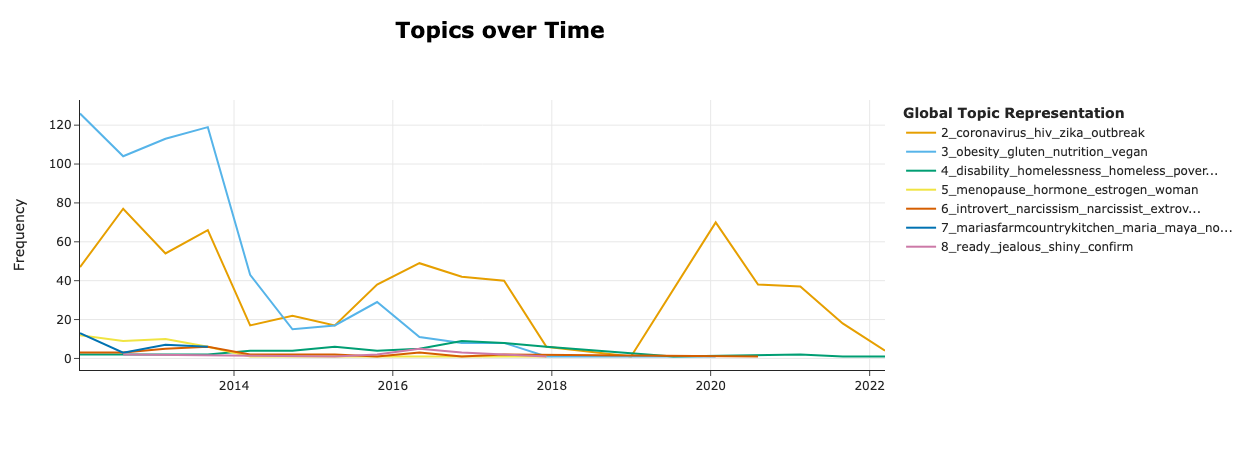 Topics over Time
Global Topic Representation
2_coronavirus_hiv_zika_outbreak
3_obesity_gluten_nutrition_vegan
4_disability_homelessness_homeless_pover...
5_menopause_hormone_estrogen_woman
6_introvert_narcissism_narcissist_extrov...
7_mariasfarmcountrykitchen_maria_maya_no...
8_ready_jealous_shiny_confirm
Frequency
120
100
80
60
40
20
0
2014 2016 2018 2020 2022